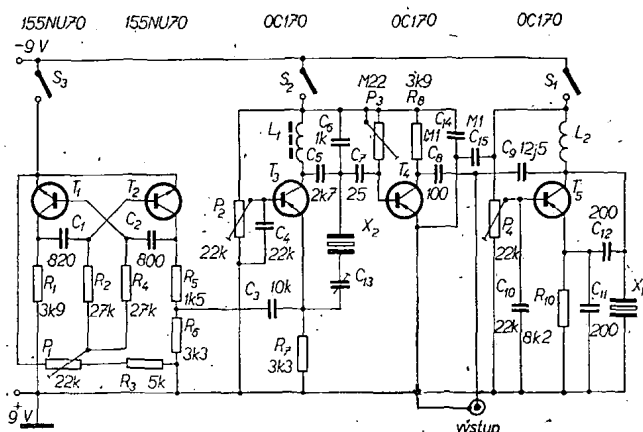 155NU70 155NU70 OC170 OC170 OC170
-9 V
S3 S2 S1
M22 3k9
P3 R8
L1 C6 1k
M1 C14 M1
C15
C9 12j5
L2
T1 T2 T3 C5 C7 T4 C8 T5
2k7 25 100
C1 C2
820 800
P2 22k
C4 22k
X2
C13
P4 22k
200
C12
R1 3k9
R2 27k
R4 27k
R5 1k5
C3 10k
R6 3k3
R7 3k3
C10 22k
R10 8k2
C11 200
X1
P1 22k
R3 5k
+
9 V
výstup